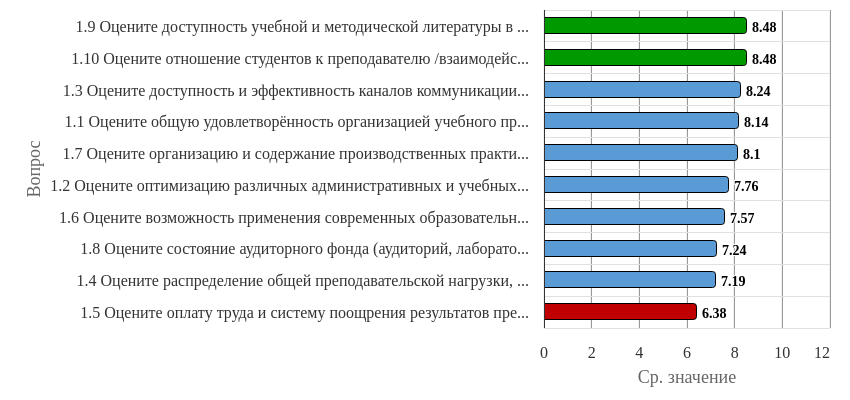 1.9 Оцените доступность учебной и методической литературы в ... 8.48
1.10 Оцените отношение студентов к преподавателю /взаимодейс... 8.48
1.3 Оцените доступность и эффективность каналов коммуникации... 8.24
1.1 Оцените общую удовлетворённость организацией учебного пр... 8.14
1.7 Оцените организацию и содержание производственных практи... 8.1
1.2 Оцените оптимизацию различных административных и учебных... 7.76
1.6 Оцените возможность применения современных образовательн... 7.57
1.8 Оцените состояние аудиторного фонда (аудиторий, лаборато... 7.24
1.4 Оцените распределение общей преподавательской нагрузки, ... 7.19
1.5 Оцените оплату труда и систему поощрения результатов пре... 6.38
Вопрос
0 2 4 6 8 10 12
Ср. значение